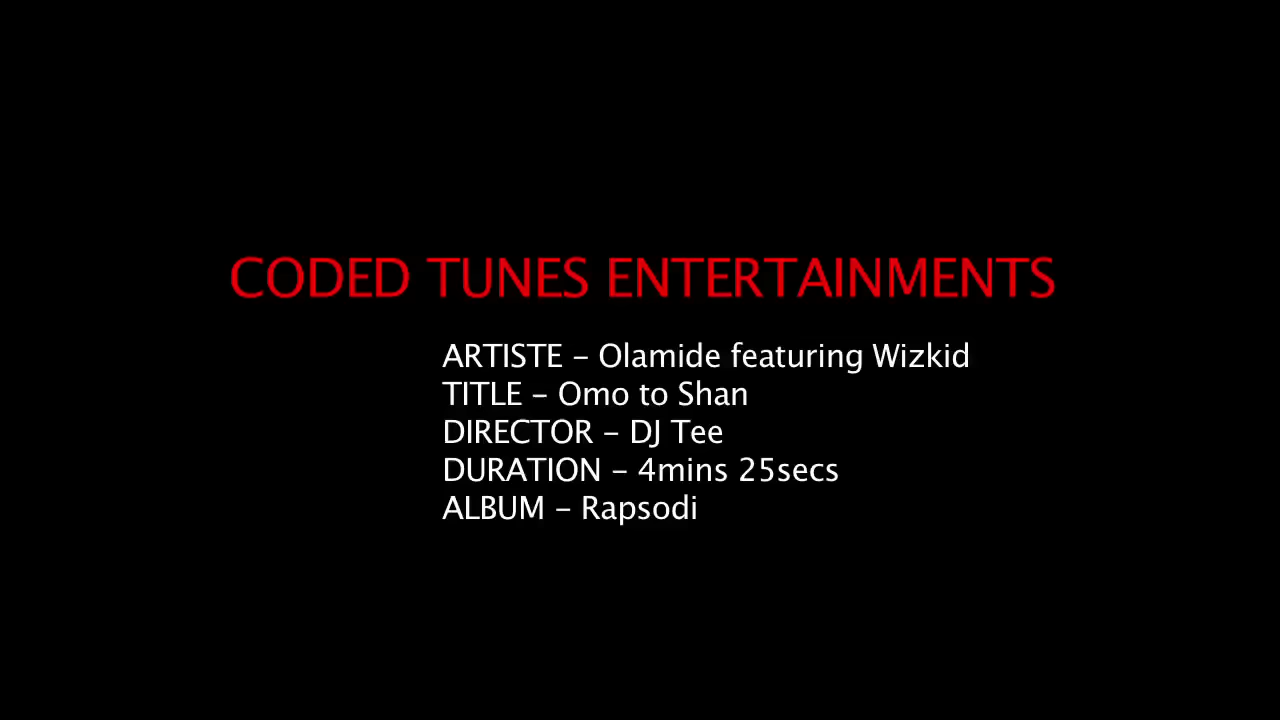 CODED TUNES ENTERTAINMENTS
ARTISTE – Olamide featuring Wizkid
TITLE – Omo to Shan
DIRECTOR – DJ Tee
DURATION – 4mins 25secs
ALBUM – Rapsodi